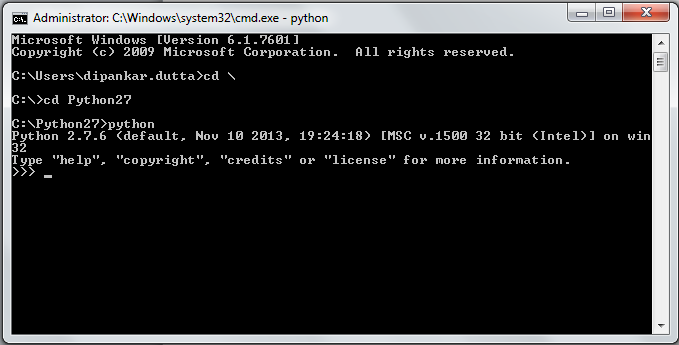 Administrator: C:\Windows\system32\cmd.exe - python
Microsoft Windows [Version 6.1.7601]
Copyright (c) 2009 Microsoft Corporation.  All rights reserved.
C:\Users\dipankar.dutta>cd \
C:\>cd Python27
C:\Python27>python
Python 2.7.6 (default, Nov 10 2013, 19:24:18) [MSC v.1500 32 bit (Intel)] on win
32
Type "help", "copyright", "credits" or "license" for more information.
>>> _